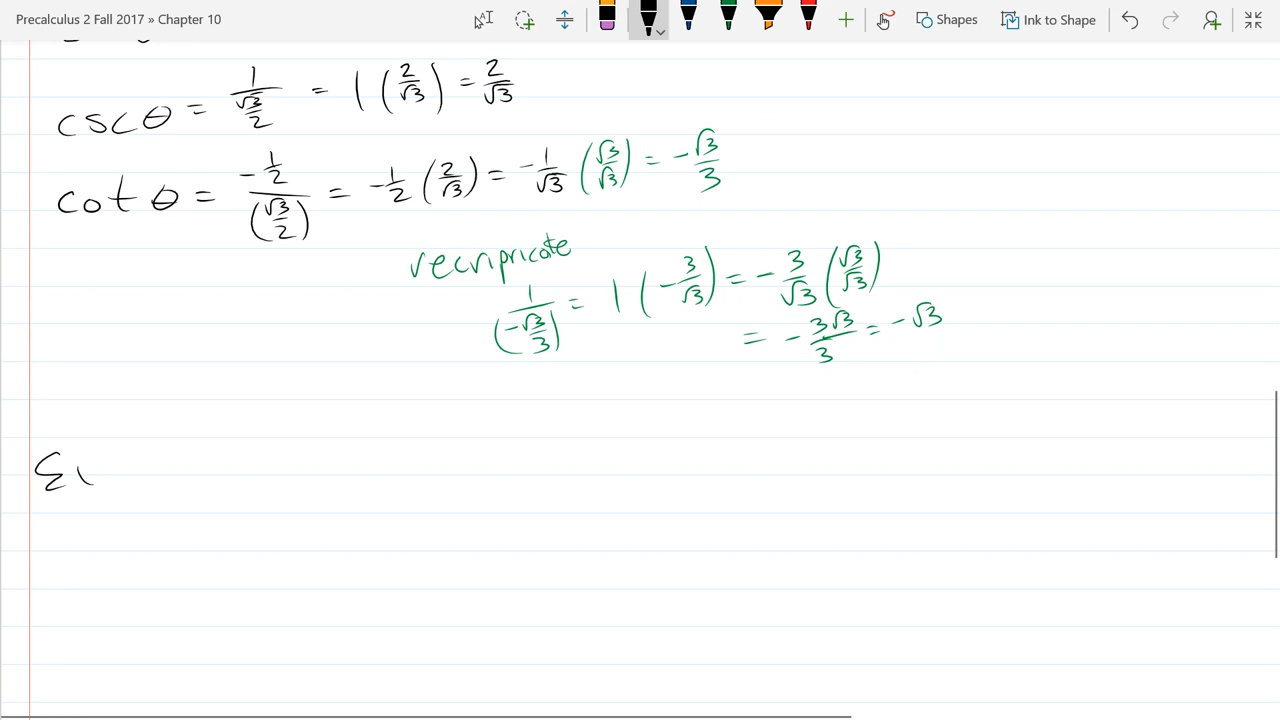 Precalculus 2 Fall 2017 » Chapter 10
Shapes
Ink to Shape
csc θ = 1/(√3/2) = 1 (2/√3) = 2/√3
cot θ = -1/2/(√3/2) = -1/2 (2/√3) = -1/√3 (√3/√3) = -√3/3
recripricate
1/(-√3/3) = 1 (-3/√3) = -3/√3 (√3/√3)
= -3√3/3 = -√3